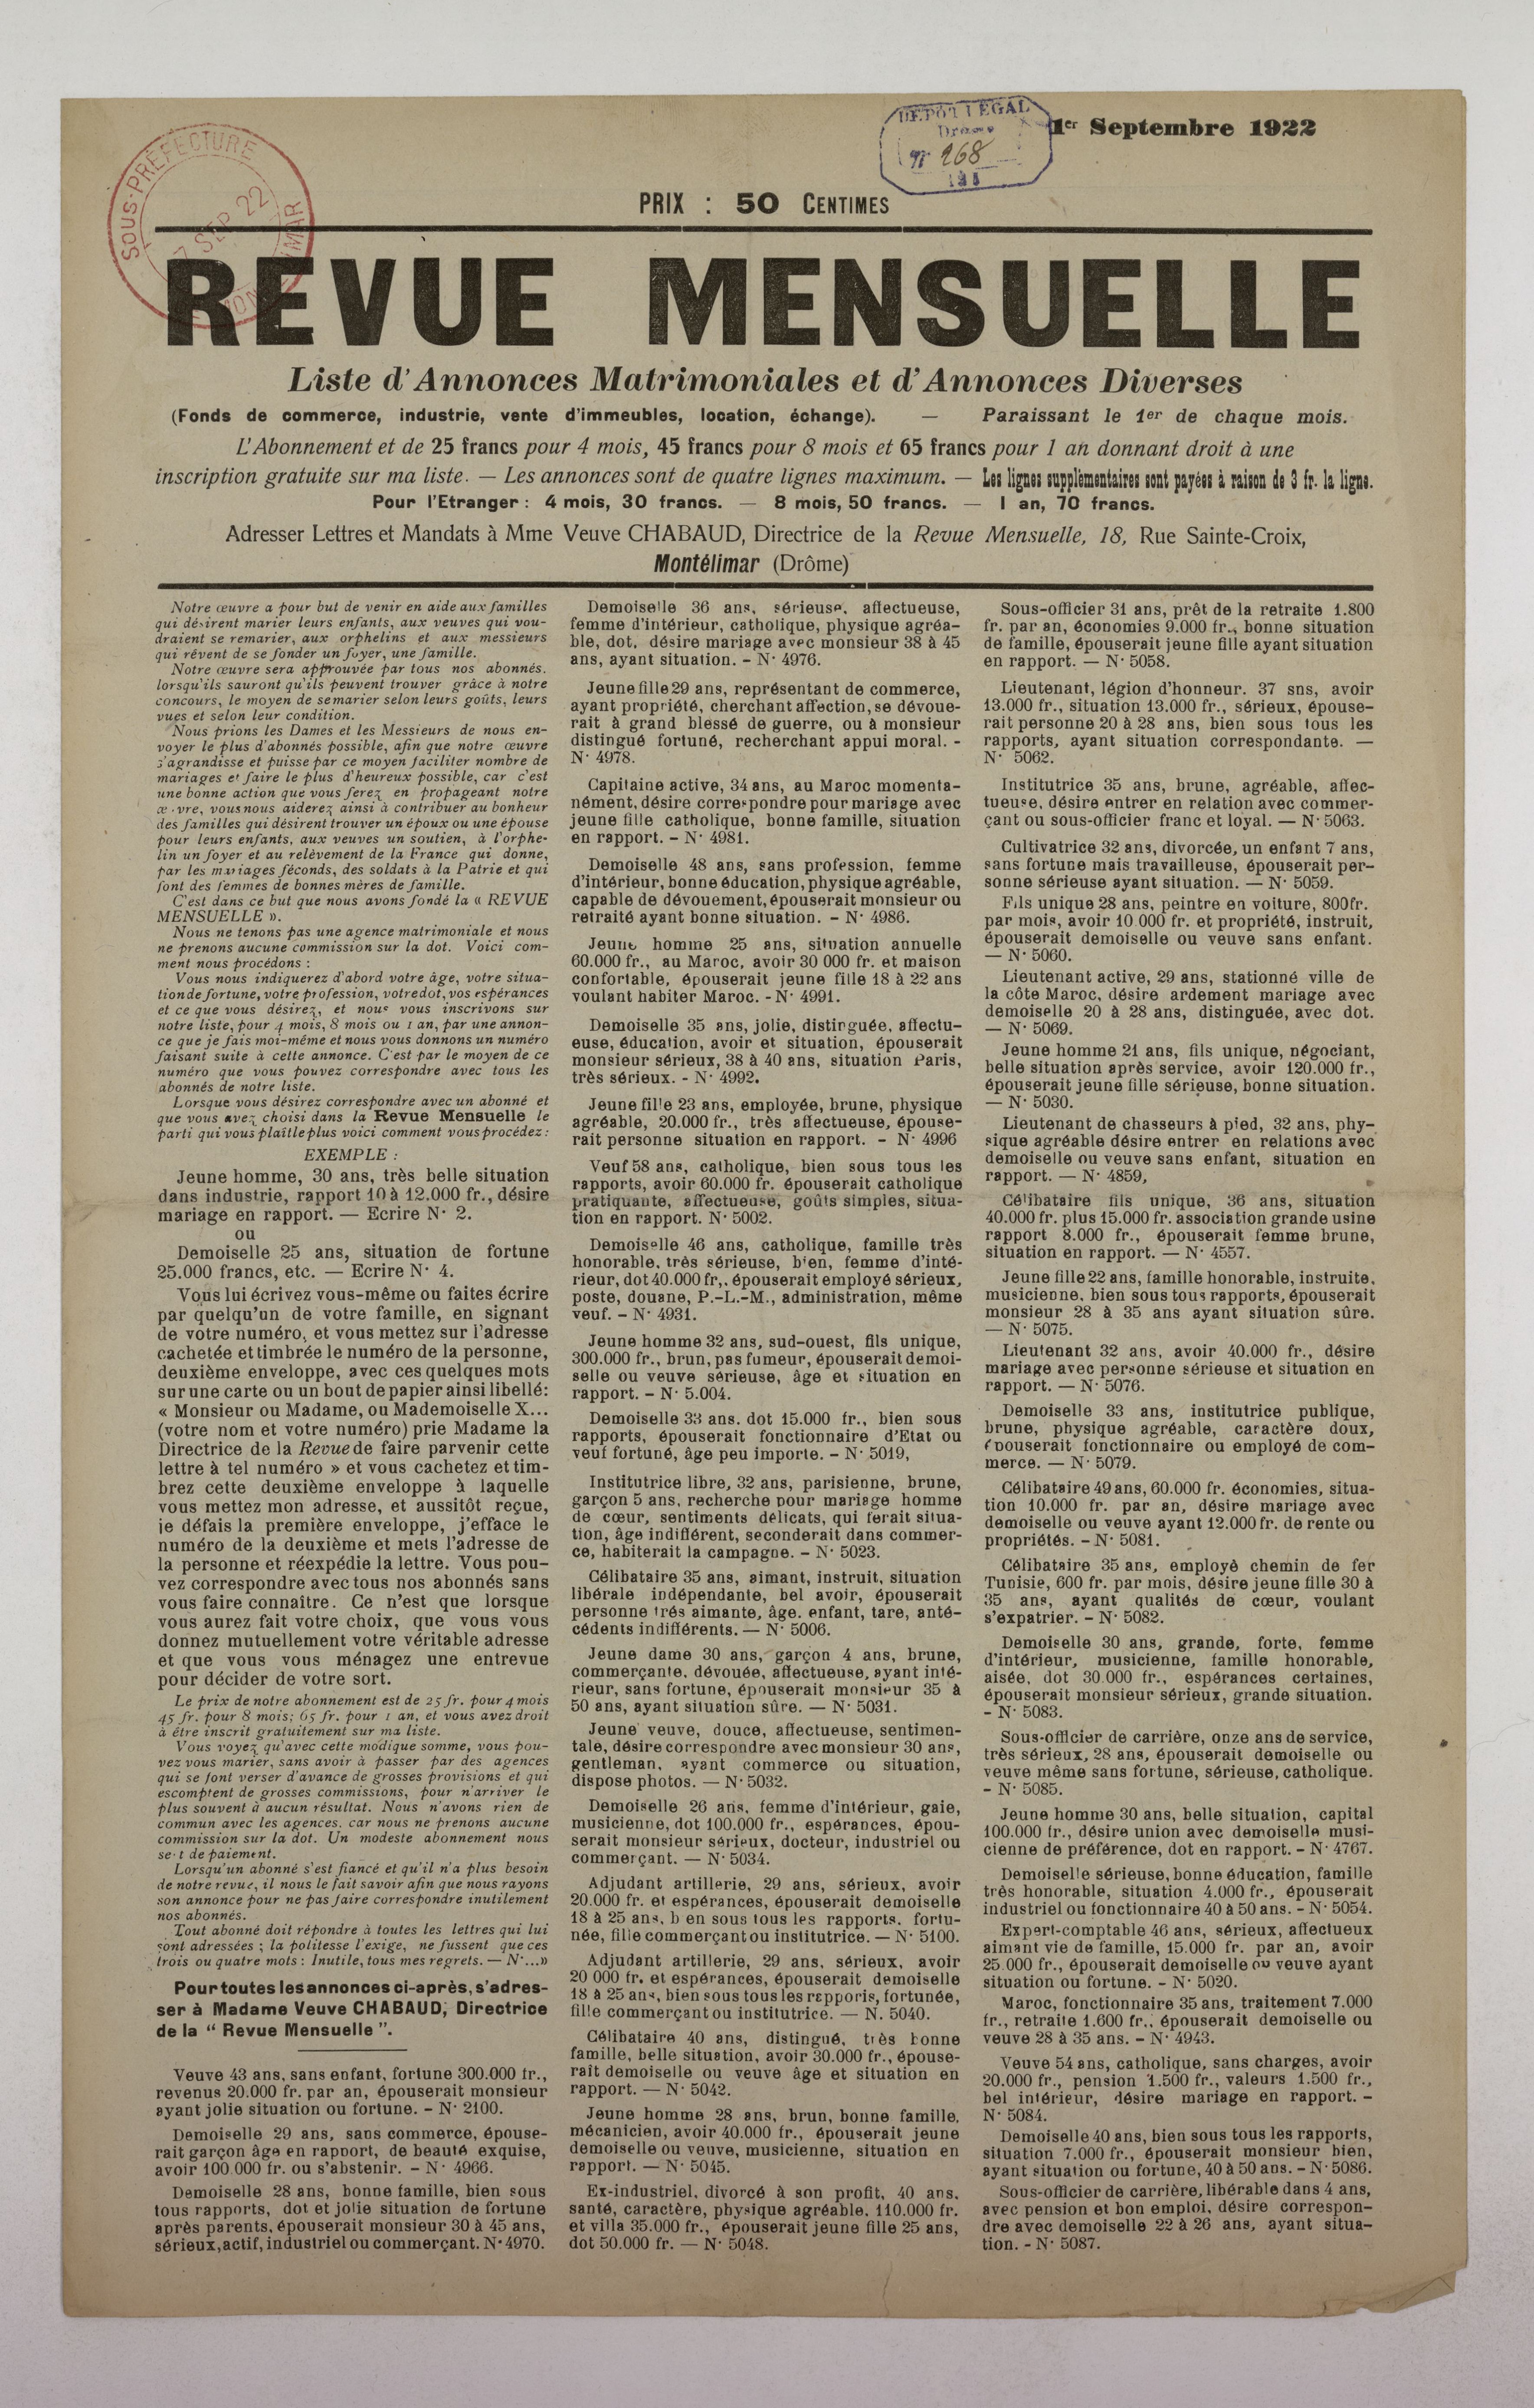 1er Septembre 1922
DÉPÔT LÉGAL
Drôme
N° 268
SOUS-PRÉFECTURE
SEP 22
PRIX : 50 CENTIMES
REVUE MENSUELLE
Liste d'Annonces Matrimoniales et d'Annonces Diverses
(Fonds de commerce, industrie, vente d'immeubles, location, échange). — Paraissant le 1er de chaque mois.
L'Abonnement et de 25 francs pour 4 mois, 45 francs pour 8 mois et 65 francs pour 1 an donnant droit à une
inscription gratuite sur ma liste. — Les annonces sont de quatre lignes maximum. — Les lignes supplémentaires sont payées à raison de 3 fr. la ligne.
Pour l'Etranger : 4 mois, 30 francs. — 8 mois, 50 francs. — 1 an, 70 francs.
Adresser Lettres et Mandats à Mme Veuve CHABAUD, Directrice de la Revue Mensuelle, 18, Rue Sainte-Croix,
Montélimar (Drôme)
Notre œuvre a pour but de venir en aide aux familles
qui désirent marier leurs enfants, aux veuves qui vou-
draient se remarier, aux orphelins et aux messieurs
qui rêvent de se fonder un foyer, une famille.
Notre œuvre sera approuvée par tous nos abonnés.
lorsqu'ils sauront qu'ils peuvent trouver grâce à notre
concours, le moyen de se marier selon leurs goûts, leurs
vues et selon leur condition.
Nous prions les Dames et les Messieurs de nous en-
voyer le plus d'abonnés possible, afin que notre œuvre
s'agrandisse et puisse par ce moyen faciliter nombre de
mariages et faire le plus d'heureux possible, car c'est
une bonne action que vous ferez en propageant notre
œuvre, vous nous aiderez ainsi à contribuer au bonheur
des familles qui désirent trouver un époux ou une épouse
pour leurs enfants, aux veuves un soutien, à l'orphe-
lin un foyer et au relèvement de la France qui donne,
par les mariages féconds, des soldats à la Patrie et qui
font des femmes de bonnes mères de famille.
C'est dans ce but que nous avons fondé la « REVUE
MENSUELLE ».
Nous ne tenons pas une agence matrimoniale et nous
ne prenons aucune commission sur la dot. Voici com-
ment nous procédons :
Vous nous indiquerez d'abord votre âge, votre situa-
tion de fortune, votre profession, votre dot, vos espérances
et ce que vous désirez, et nous vous inscrivons sur
notre liste, pour 4 mois, 8 mois ou 1 an, par une annon-
ce que je fais moi-même et nous vous donnons un numéro
faisant suite à cette annonce. C'est par le moyen de ce
numéro que vous pouvez correspondre avec tous les
abonnés de notre liste.
Lorsque vous désirez correspondre avec un abonné et
que vous avez choisi dans la Revue Mensuelle le
parti qui vous plaît le plus voici comment vous procédez :
EXEMPLE :
Jeune homme, 30 ans, très belle situation
dans industrie, rapport 10 à 12.000 fr., désire
mariage en rapport. — Ecrire N· 2.
ou
Demoiselle 25 ans, situation de fortune
25.000 francs, etc. — Ecrire N· 4.
Vous lui écrivez vous-même ou faites écrire
par quelqu'un de votre famille, en signant
de votre numéro, et vous mettez sur l'adresse
cachetée et timbrée le numéro de la personne,
deuxième enveloppe, avec ces quelques mots
sur une carte ou un bout de papier ainsi libellé :
« Monsieur ou Madame, ou Mademoiselle X...
(votre nom et votre numéro) prie Madame la
Directrice de la Revue de faire parvenir cette
lettre à tel numéro » et vous cachetez et tim-
brez cette deuxième enveloppe à laquelle
vous mettez mon adresse, et aussitôt reçue,
je défais la première enveloppe, j'efface le
numéro de la deuxième et mets l'adresse de
la personne et réexpédie la lettre. Vous pou-
vez correspondre avec tous nos abonnés sans
vous faire connaître. Ce n'est que lorsque
vous aurez fait votre choix, que vous vous
donnez mutuellement votre véritable adresse
et que vous vous ménagez une entrevue
pour décider de votre sort.
Le prix de notre abonnement est de 25 fr. pour 4 mois
45 fr. pour 8 mois; 65 fr. pour 1 an, et vous avez droit
à être inscrit gratuitement sur ma liste.
Vous voyez qu'avec cette modique somme, vous pou-
vez vous marier, sans avoir à passer par des agences
qui se font verser d'avance de grosses provisions et qui
escomptent de grosses commissions, pour n'arriver le
plus souvent à aucun résultat. Nous n'avons rien de
commun avec les agences. car nous ne prenons aucune
commission sur la dot. Un modeste abonnement nous
sert de paiement.
Lorsqu'un abonné s'est fiancé et qu'il n'a plus besoin
de notre revue, il nous le fait savoir afin que nous rayons
son annonce pour ne pas faire correspondre inutilement
nos abonnés.
Tout abonné doit répondre à toutes les lettres qui lui
sont adressées ; la politesse l'exige, ne fussent que ces
trois ou quatre mots : Inutile, tous mes regrets. — N·...»
Pour toutes les annonces ci-après, s'adres-
ser à Madame Veuve CHABAUD, Directrice
de la “ Revue Mensuelle ”.
Veuve 43 ans, sans enfant, fortune 300.000 fr.,
revenus 20.000 fr. par an, épouserait monsieur
ayant jolie situation ou fortune. – N· 2100.
Demoiselle 29 ans, sans commerce, épouse-
rait garçon âge en rapport, de beauté exquise,
avoir 100.000 fr. ou s'abstenir. – N· 4966.
Demoiselle 28 ans, bonne famille, bien sous
tous rapports, dot et jolie situation de fortune
après parents, épouserait monsieur 30 à 45 ans,
sérieux, actif, industriel ou commerçant. N· 4970.
Demoiselle 36 ans, sérieuse, affectueuse,
femme d'intérieur, catholique, physique agréa-
ble, dot, désire mariage avec monsieur 38 à 45
ans, ayant situation. – N· 4976.
Jeune fille 29 ans, représentant de commerce,
ayant propriété, cherchant affection, se dévoue-
rait à grand blessé de guerre, ou à monsieur
distingué fortuné, recherchant appui moral. -
N· 4978.
Capitaine active, 34 ans, au Maroc momenta-
nément, désire correspondre pour mariage avec
jeune fille catholique, bonne famille, situation
en rapport. – N· 4981.
Demoiselle 48 ans, sans profession, femme
d'intérieur, bonne éducation, physique agréable,
capable de dévouement, épouserait monsieur ou
retraité ayant bonne situation. – N· 4986.
Jeune homme 25 ans, situation annuelle
60.000 fr., au Maroc, avoir 30 000 fr. et maison
confortable, épouserait jeune fille 18 à 22 ans
voulant habiter Maroc. - N· 4991.
Demoiselle 35 ans, jolie, distinguée, affectu-
euse, éducation, avoir et situation, épouserait
monsieur sérieux, 38 à 40 ans, situation Paris,
très sérieux. - N· 4992.
Jeune fille 23 ans, employée, brune, physique
agréable, 20.000 fr., très affectueuse, épouse-
rait personne situation en rapport. – N· 4996
Veuf 58 ans, catholique, bien sous tous les
rapports, avoir 60.000 fr. épouserait catholique
pratiquante, affectueuse, goûts simples, situa-
tion en rapport. N· 5002.
Demoiselle 46 ans, catholique, famille très
honorable, très sérieuse, bien, femme d'inté-
rieur, dot 40.000 fr,. épouserait employé sérieux,
poste, douane, P.-L.-M., administration, même
veuf. – N· 4931.
Jeune homme 32 ans, sud-ouest, fils unique,
300.000 fr., brun, pas fumeur, épouserait demoi-
selle ou veuve sérieuse, âge et situation en
rapport. – N· 5.004.
Demoiselle 33 ans. dot 15.000 fr., bien sous
rapports, épouserait fonctionnaire d'Etat ou
veuf fortuné, âge peu importe. – N· 5019,
Institutrice libre, 32 ans, parisienne, brune,
garçon 5 ans, recherche pour mariage homme
de cœur, sentiments délicats, qui ferait situa-
tion, âge indifférent, seconderait dans commer-
ce, habiterait la campagne. – N· 5023.
Célibataire 35 ans, aimant, instruit, situation
libérale indépendante, bel avoir, épouserait
personne trés aimante, âge. enfant, tare, anté-
cédents indifférents. — N· 5006.
Jeune dame 30 ans, garçon 4 ans, brune,
commerçante, dévouée, affectueuse, ayant inté-
rieur, sans fortune, épouserait monsieur 35 à
50 ans, ayant situation sûre. — N· 5031.
Jeune veuve, douce, affectueuse, sentimen-
tale, désire correspondre avec monsieur 30 ans,
gentleman, ayant commerce ou situation,
dispose photos. — N· 5032.
Demoiselle 26 ans, femme d'intérieur, gaie,
musicienne, dot 100.000 fr., espérances, épou-
serait monsieur sérieux, docteur, industriel ou
commerçant. — N· 5034.
Adjudant artillerie, 29 ans, sérieux, avoir
20.000 fr. et espérances, épouserait demoiselle
18 à 25 ans, b en sous tous les rapports, fortu-
née, fille commerçant ou institutrice. — N· 5100.
Adjudant artillerie, 29 ans, sérieux, avoir
20 000 fr. et espérances, épouserait demoiselle
18 à 25 ans, bien sous tous les repporis, fortunée,
fille commerçant ou institutrice. — N. 5040.
Célibataire 40 ans, distingué, très bonne
famille, belle situation, avoir 30.000 fr., épouse-
rait demoiselle ou veuve âge et situation en
rapport. — N· 5042.
Jeune homme 28 ans, brun, bonne famille,
mécanicien, avoir 40.000 fr., épouserait jeune
demoiselle ou veuve, musicienne, situation en
rapport. — N· 5045.
Ex-industriel, divorcé à son profit, 40 ans,
santé, caractère, physique agréable, 110.000 fr.
et villa 35.000 fr., épouserait jeune fille 25 ans,
dot 50.000 fr. — N· 5048.
Sous-officier 31 ans, prêt de la retraite 1.800
fr. par an, économies 9.000 fr., bonne situation
de famille, épouserait jeune fille ayant situation
en rapport. — N· 5058.
Lieutenant, légion d'honneur. 37 sns, avoir
13.000 fr., situation 13.000 fr., sérieux, épouse-
rait personne 20 à 28 ans, bien sous tous les
rapports, ayant situation correspondante. —
N· 5062.
Institutrice 35 ans, brune, agréable, affec-
tueuse, désire entrer en relation avec commer-
çant ou sous-officier franc et loyal. — N· 5063.
Cultivatrice 32 ans, divorcée, un enfant 7 ans,
sans fortune mais travailleuse, épouserait per-
sonne sérieuse ayant situation. — N· 5059.
Fils unique 28 ans, peintre en voiture, 800fr.
par mois, avoir 10.000 fr. et propriété, instruit,
épouserait demoiselle ou veuve sans enfant.
— N· 5060.
Lieutenant active, 29 ans, stationné ville de
la côte Maroc, désire ardement mariage avec
demoiselle 20 à 28 ans, distinguée, avec dot.
— N· 5069.
Jeune homme 21 ans, fils unique, négociant,
belle situation après service, avoir 120.000 fr.,
épouserait jeune fille sérieuse, bonne situation.
— N· 5030.
Lieutenant de chasseurs à pied, 32 ans, phy-
sique agréable désire entrer en relations avec
demoiselle ou veuve sans enfant, situation en
rapport. — N· 4859,
Célibataire fils unique, 36 ans, situation
40.000 fr. plus 15.000 fr. association grande usine
rapport 8.000 fr., épouserait femme brune,
situation en rapport. — N· 4557.
Jeune fille 22 ans, famille honorable, instruite,
musicienne, bien sous tous rapports, épouserait
monsieur 28 à 35 ans ayant situation sûre.
— N· 5075.
Lieutenant 32 ans, avoir 40.000 fr., désire
mariage avec personne sérieuse et situation en
rapport. — N· 5076.
Demoiselle 33 ans, institutrice publique,
brune, physique agréable, caractère doux,
épouserait fonctionnaire ou employé de com-
merce. — N· 5079.
Célibataire 49 ans, 60.000 fr. économies, situa-
tion 10.000 fr. par an, désire mariage avec
demoiselle ou veuve ayant 12.000 fr. de rente ou
propriétés. – N· 5081.
Célibataire 35 ans, employé chemin de fer
Tunisie, 600 fr. par mois, désire jeune fille 30 à
35 ans, ayant qualités de cœur, voulant
s'expatrier. – N· 5082.
Demoiselle 30 ans, grande, forte, femme
d'intérieur, musicienne, famille honorable,
aisée, dot 30.000 fr., espérances certaines,
épouserait monsieur sérieux, grande situation.
- N· 5083.
Sous-officier de carrière, onze ans de service,
très sérieux, 28 ans, épouserait demoiselle ou
veuve même sans fortune, sérieuse, catholique.
- N· 5085.
Jeune homme 30 ans, belle situation, capital
100.000 fr., désire union avec demoiselle musi-
cienne de préférence, dot en rapport. – N· 4767.
Demoiselle sérieuse, bonne éducation, famille
très honorable, situation 4.000 fr., épouserait
industriel ou fonctionnaire 40 à 50 ans. - N· 5054.
Expert-comptable 46 ans, sérieux, affectueux
aimant vie de famille, 15.000 fr. par an, avoir
25.000 fr., épouserait demoiselle ou veuve ayant
situation ou fortune. – N· 5020.
Maroc, fonctionnaire 35 ans, traitement 7.000
fr., retraite 1.600 fr., épouserait demoiselle ou
veuve 28 à 35 ans. – N· 4943.
Veuve 54 ans, catholique, sans charges, avoir
20.000 fr., pension 1.500 fr., valeurs 1.500 fr.,
bel intérieur, désire mariage en rapport. –
N· 5084.
Demoiselle 40 ans, bien sous tous les rapports,
situation 7.000 fr., épouserait monsieur bien,
ayant situation ou fortune, 40 à 50 ans. – N· 5086.
Sous-officier de carrière, libérable dans 4 ans,
avec pension et bon emploi, désire correspon-
dre avec demoiselle 22 à 26 ans, ayant situa-
tion. - N· 5087.